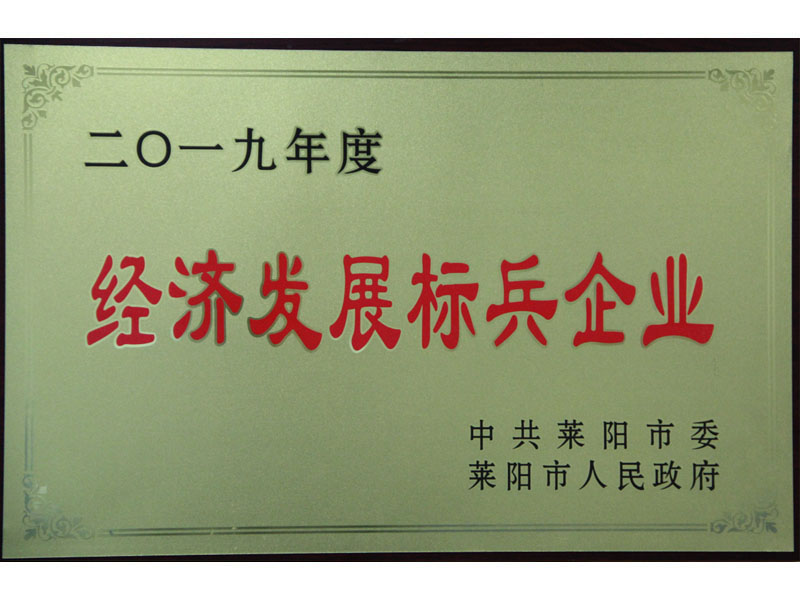 二〇一九年度
经济发展标兵企业
中共莱阳市委
莱阳市人民政府